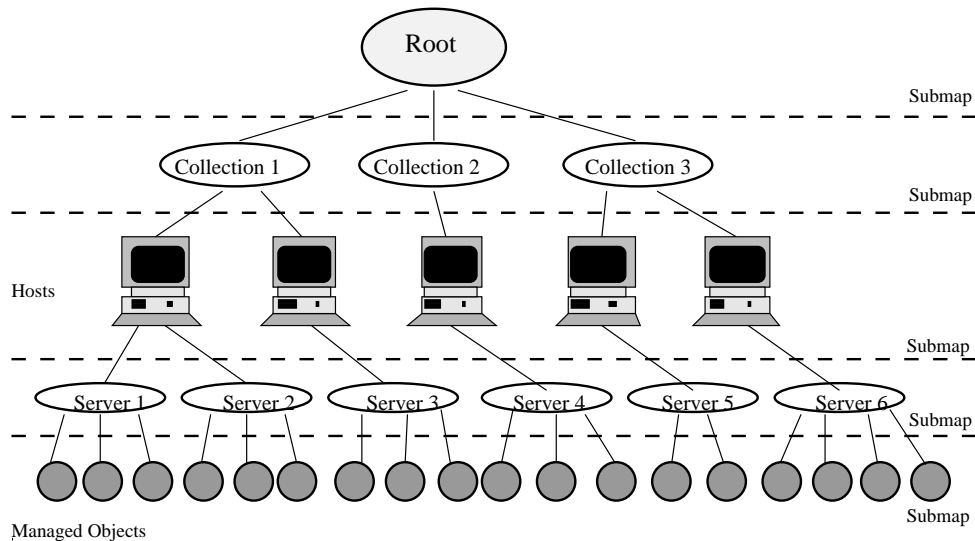 Root
Submap
Collection 1
Collection 2
Collection 3
Submap
Hosts
Submap
Server 1
Server 2
Server 3
Server 4
Server 5
Server 6
Submap
Submap
Managed Objects